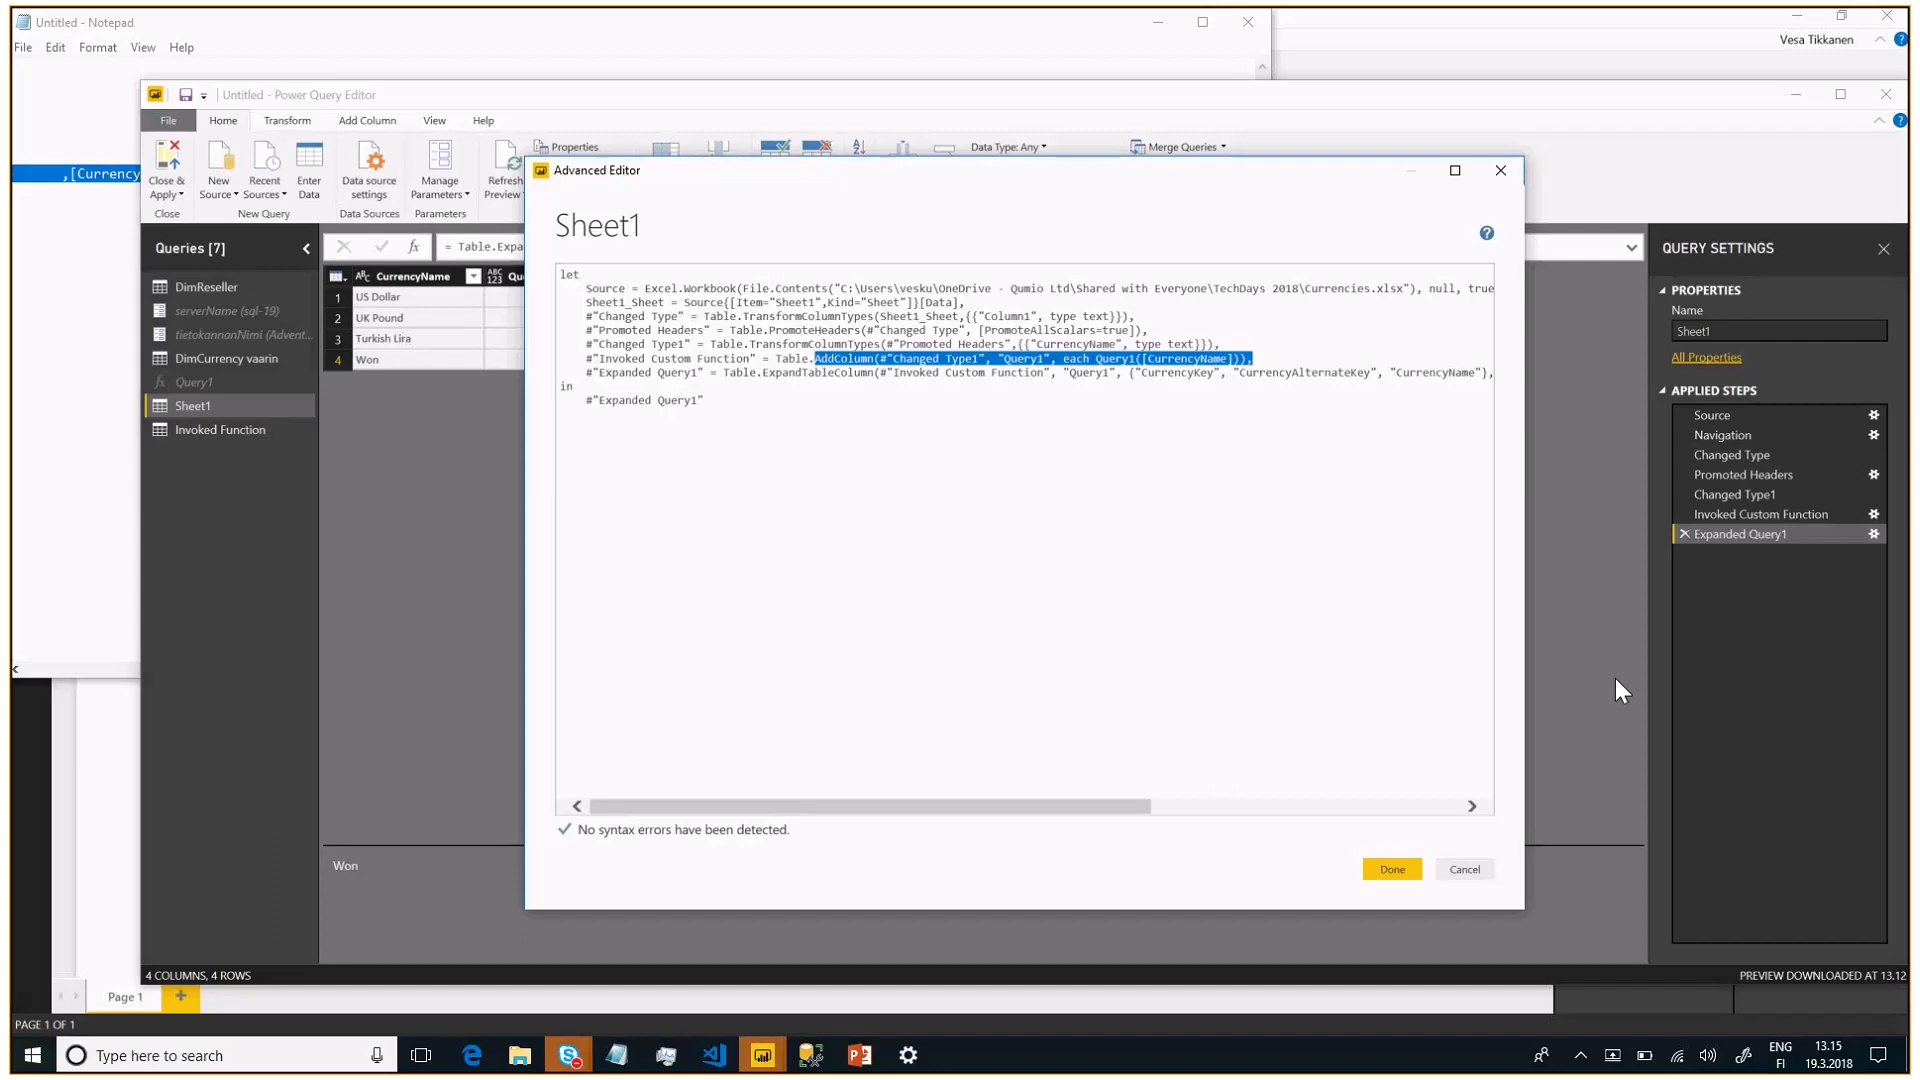 Untitled - Notepad
File Edit Format View Help
Vesa Tikkanen
,[Currency
Untitled - Power Query Editor
File Home Transform Add Column View Help
Close & Apply
New Source
Recent Sources
Enter Data
Data source settings
Manage Parameters
Refresh Preview
Properties
Data Type: Any
Merge Queries
Close
New Query
Data Sources
Parameters
Queries [7]
DimReseller
serverName (sql-19)
tietokannanNimi (Advent...
DimCurrency vaarin
Query1
Sheet1
Invoked Function
fx = Table.Expa
CurrencyName
ABC 123 Qu
1 US Dollar
2 UK Pound
3 Turkish Lira
4 Won
Won
Advanced Editor
Sheet1
let
Source = Excel.Workbook(File.Contents("C:\Users\vesku\OneDrive - Qumio Ltd\Shared with Everyone\TechDays 2018\Currencies.xlsx"), null, true
Sheet1_Sheet = Source{[Item="Sheet1",Kind="Sheet"]}[Data],
#"Changed Type" = Table.TransformColumnTypes(Sheet1_Sheet,{{"Column1", type text}}),
#"Promoted Headers" = Table.PromoteHeaders(#"Changed Type", [PromoteAllScalars=true]),
#"Changed Type1" = Table.TransformColumnTypes(#"Promoted Headers",{{"CurrencyName", type text}}),
#"Invoked Custom Function" = Table.AddColumn(#"Changed Type1", "Query1", each Query1([CurrencyName])),
#"Expanded Query1" = Table.ExpandTableColumn(#"Invoked Custom Function", "Query1", {"CurrencyKey", "CurrencyAlternateKey", "CurrencyName"},
in
#"Expanded Query1"
No syntax errors have been detected.
Done Cancel
QUERY SETTINGS
PROPERTIES
Name
Sheet1
All Properties
APPLIED STEPS
Source
Navigation
Changed Type
Promoted Headers
Changed Type1
Invoked Custom Function
Expanded Query1
4 COLUMNS, 4 ROWS
PREVIEW DOWNLOADED AT 13.12
Page 1
PAGE 1 OF 1
Type here to search
ENG
FI
13.15
19.3.2018